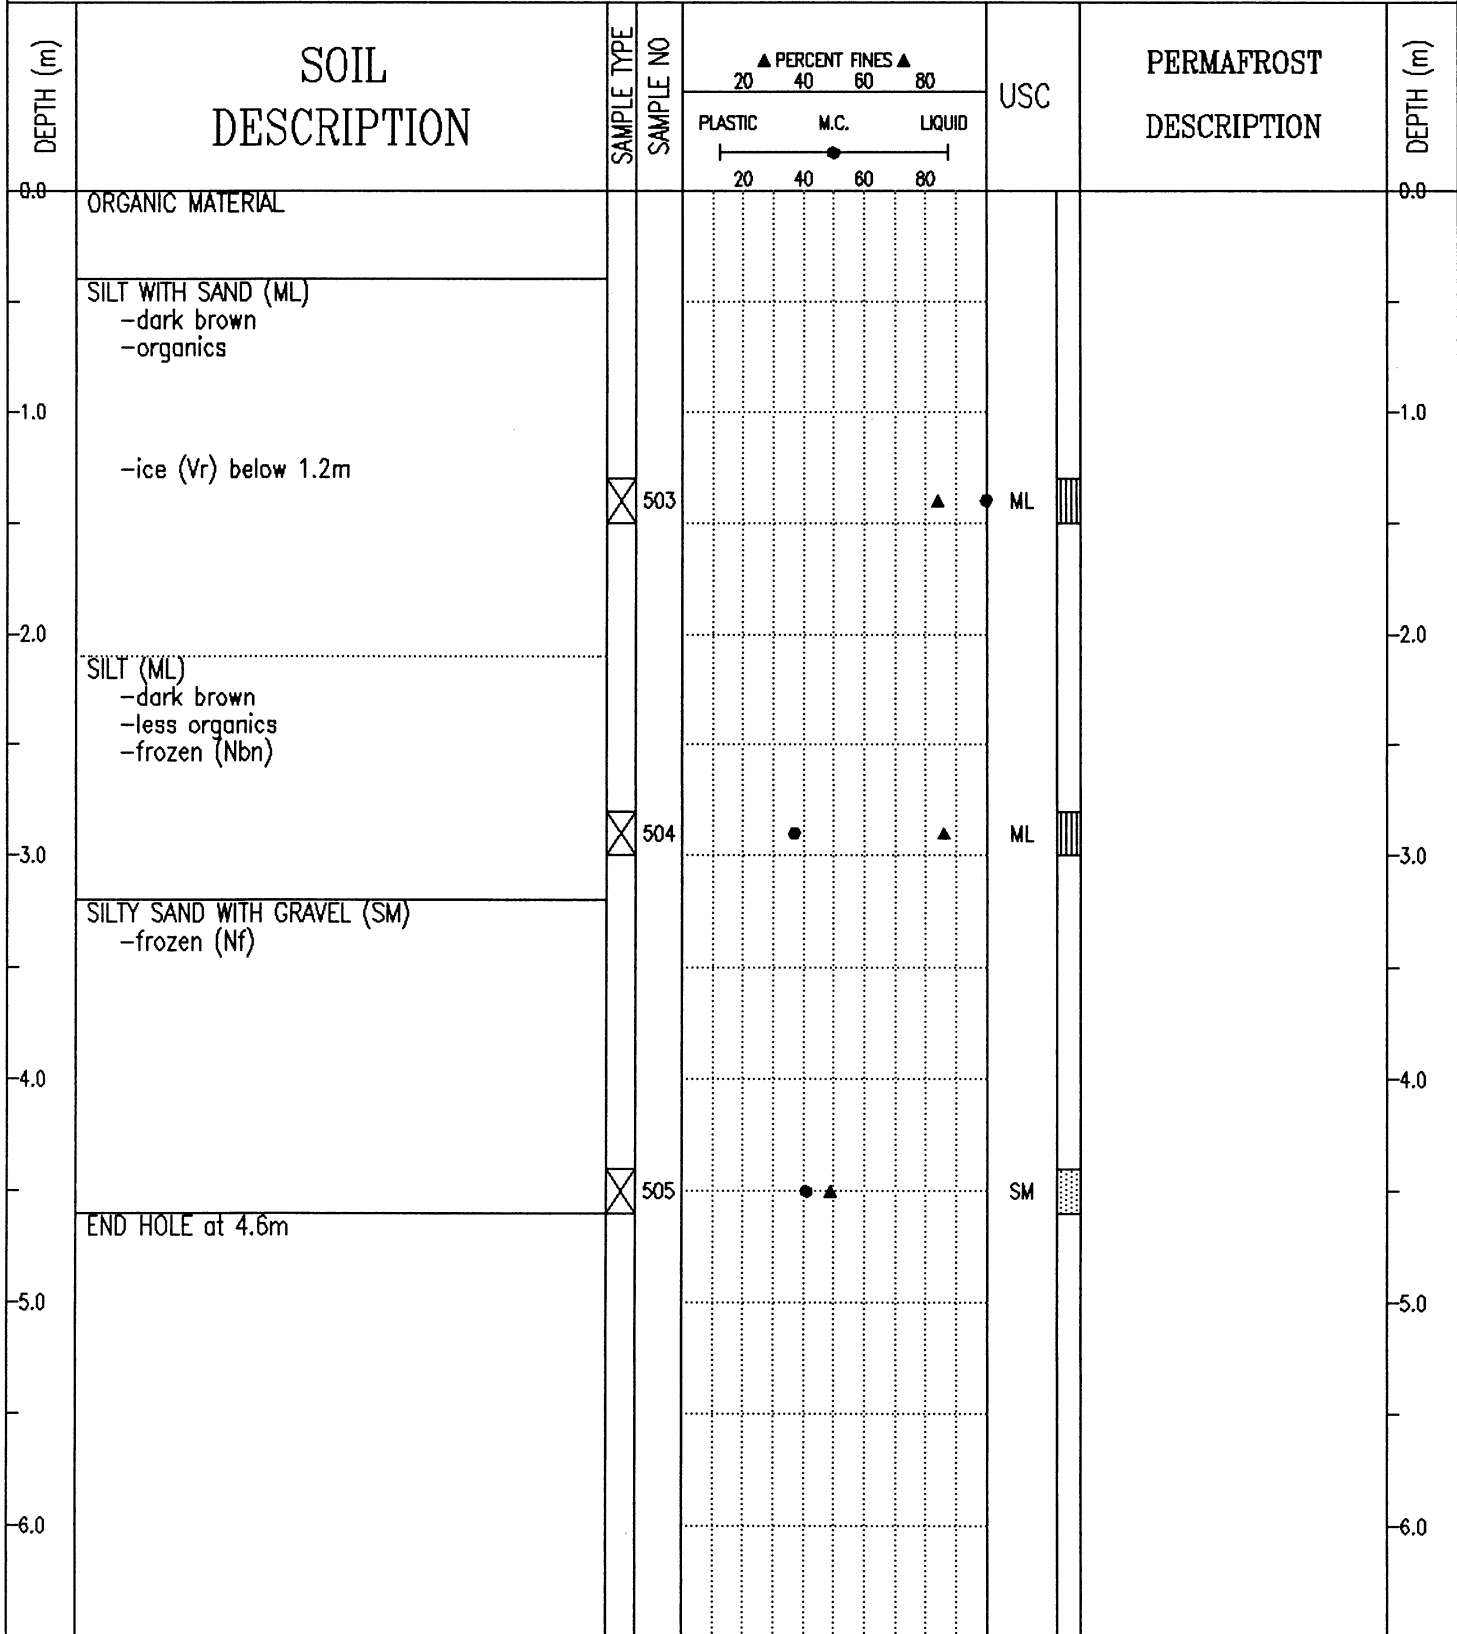 DEPTH (m)
SOIL
DESCRIPTION
SAMPLE TYPE
SAMPLE NO
▲ PERCENT FINES ▲
20 40 60 80
PLASTIC M.C. LIQUID
20 40 60 80
USC
PERMAFROST
DESCRIPTION
DEPTH (m)
0.0 0.0
ORGANIC MATERIAL
SILT WITH SAND (ML)
-dark brown
-organics
1.0 1.0
-ice (Vr) below 1.2m
503 ML
2.0 2.0
SILT (ML)
-dark brown
-less organics
-frozen (Nbn)
504 ML
3.0 3.0
SILTY SAND WITH GRAVEL (SM)
-frozen (Nf)
4.0 4.0
505 SM
END HOLE at 4.6m
5.0 5.0
6.0 6.0